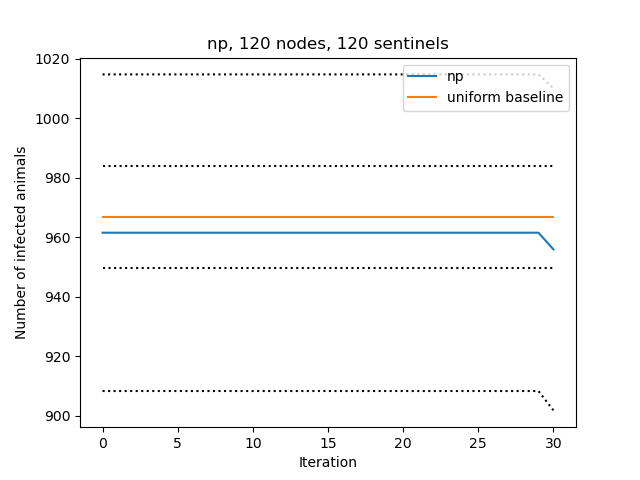 np, 120 nodes, 120 sentinels
np
uniform baseline
Number of infected animals
1020
1000
980
960
940
920
900
0 5 10 15 20 25 30
Iteration